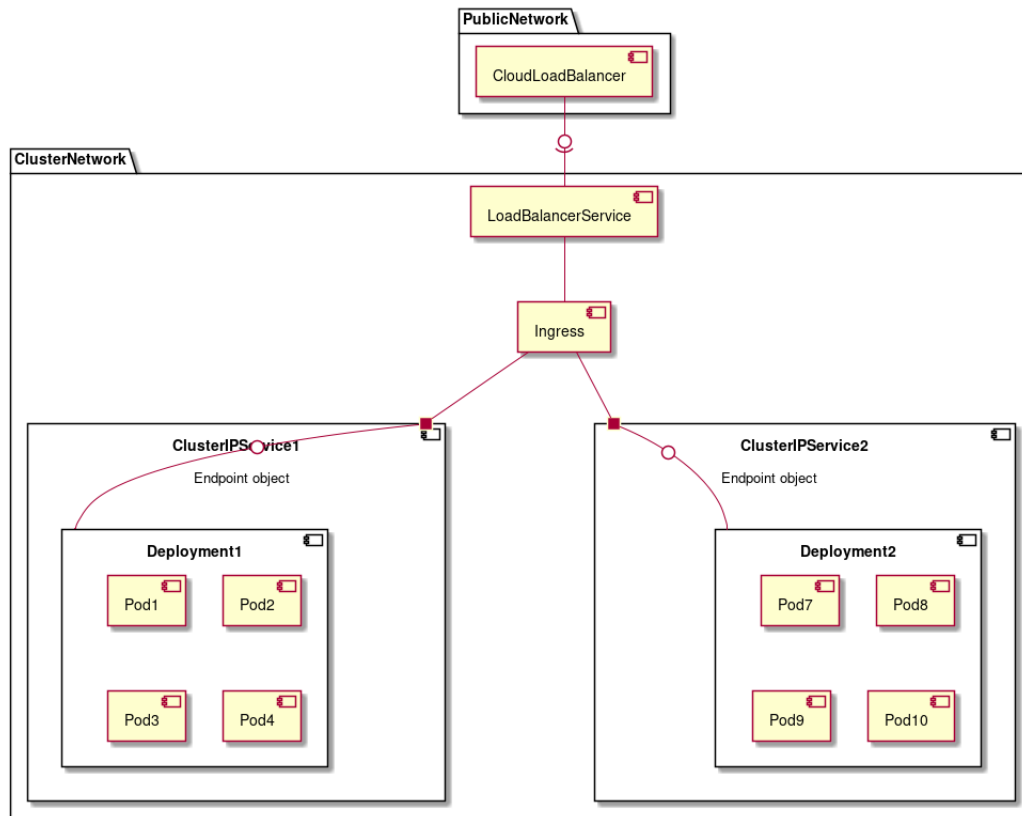 PublicNetwork
CloudLoadBalancer
ClusterNetwork
LoadBalancerService
Ingress
ClusterIPService1
Endpoint object
Deployment1
Pod1
Pod2
Pod3
Pod4
ClusterIPService2
Endpoint object
Deployment2
Pod7
Pod8
Pod9
Pod10